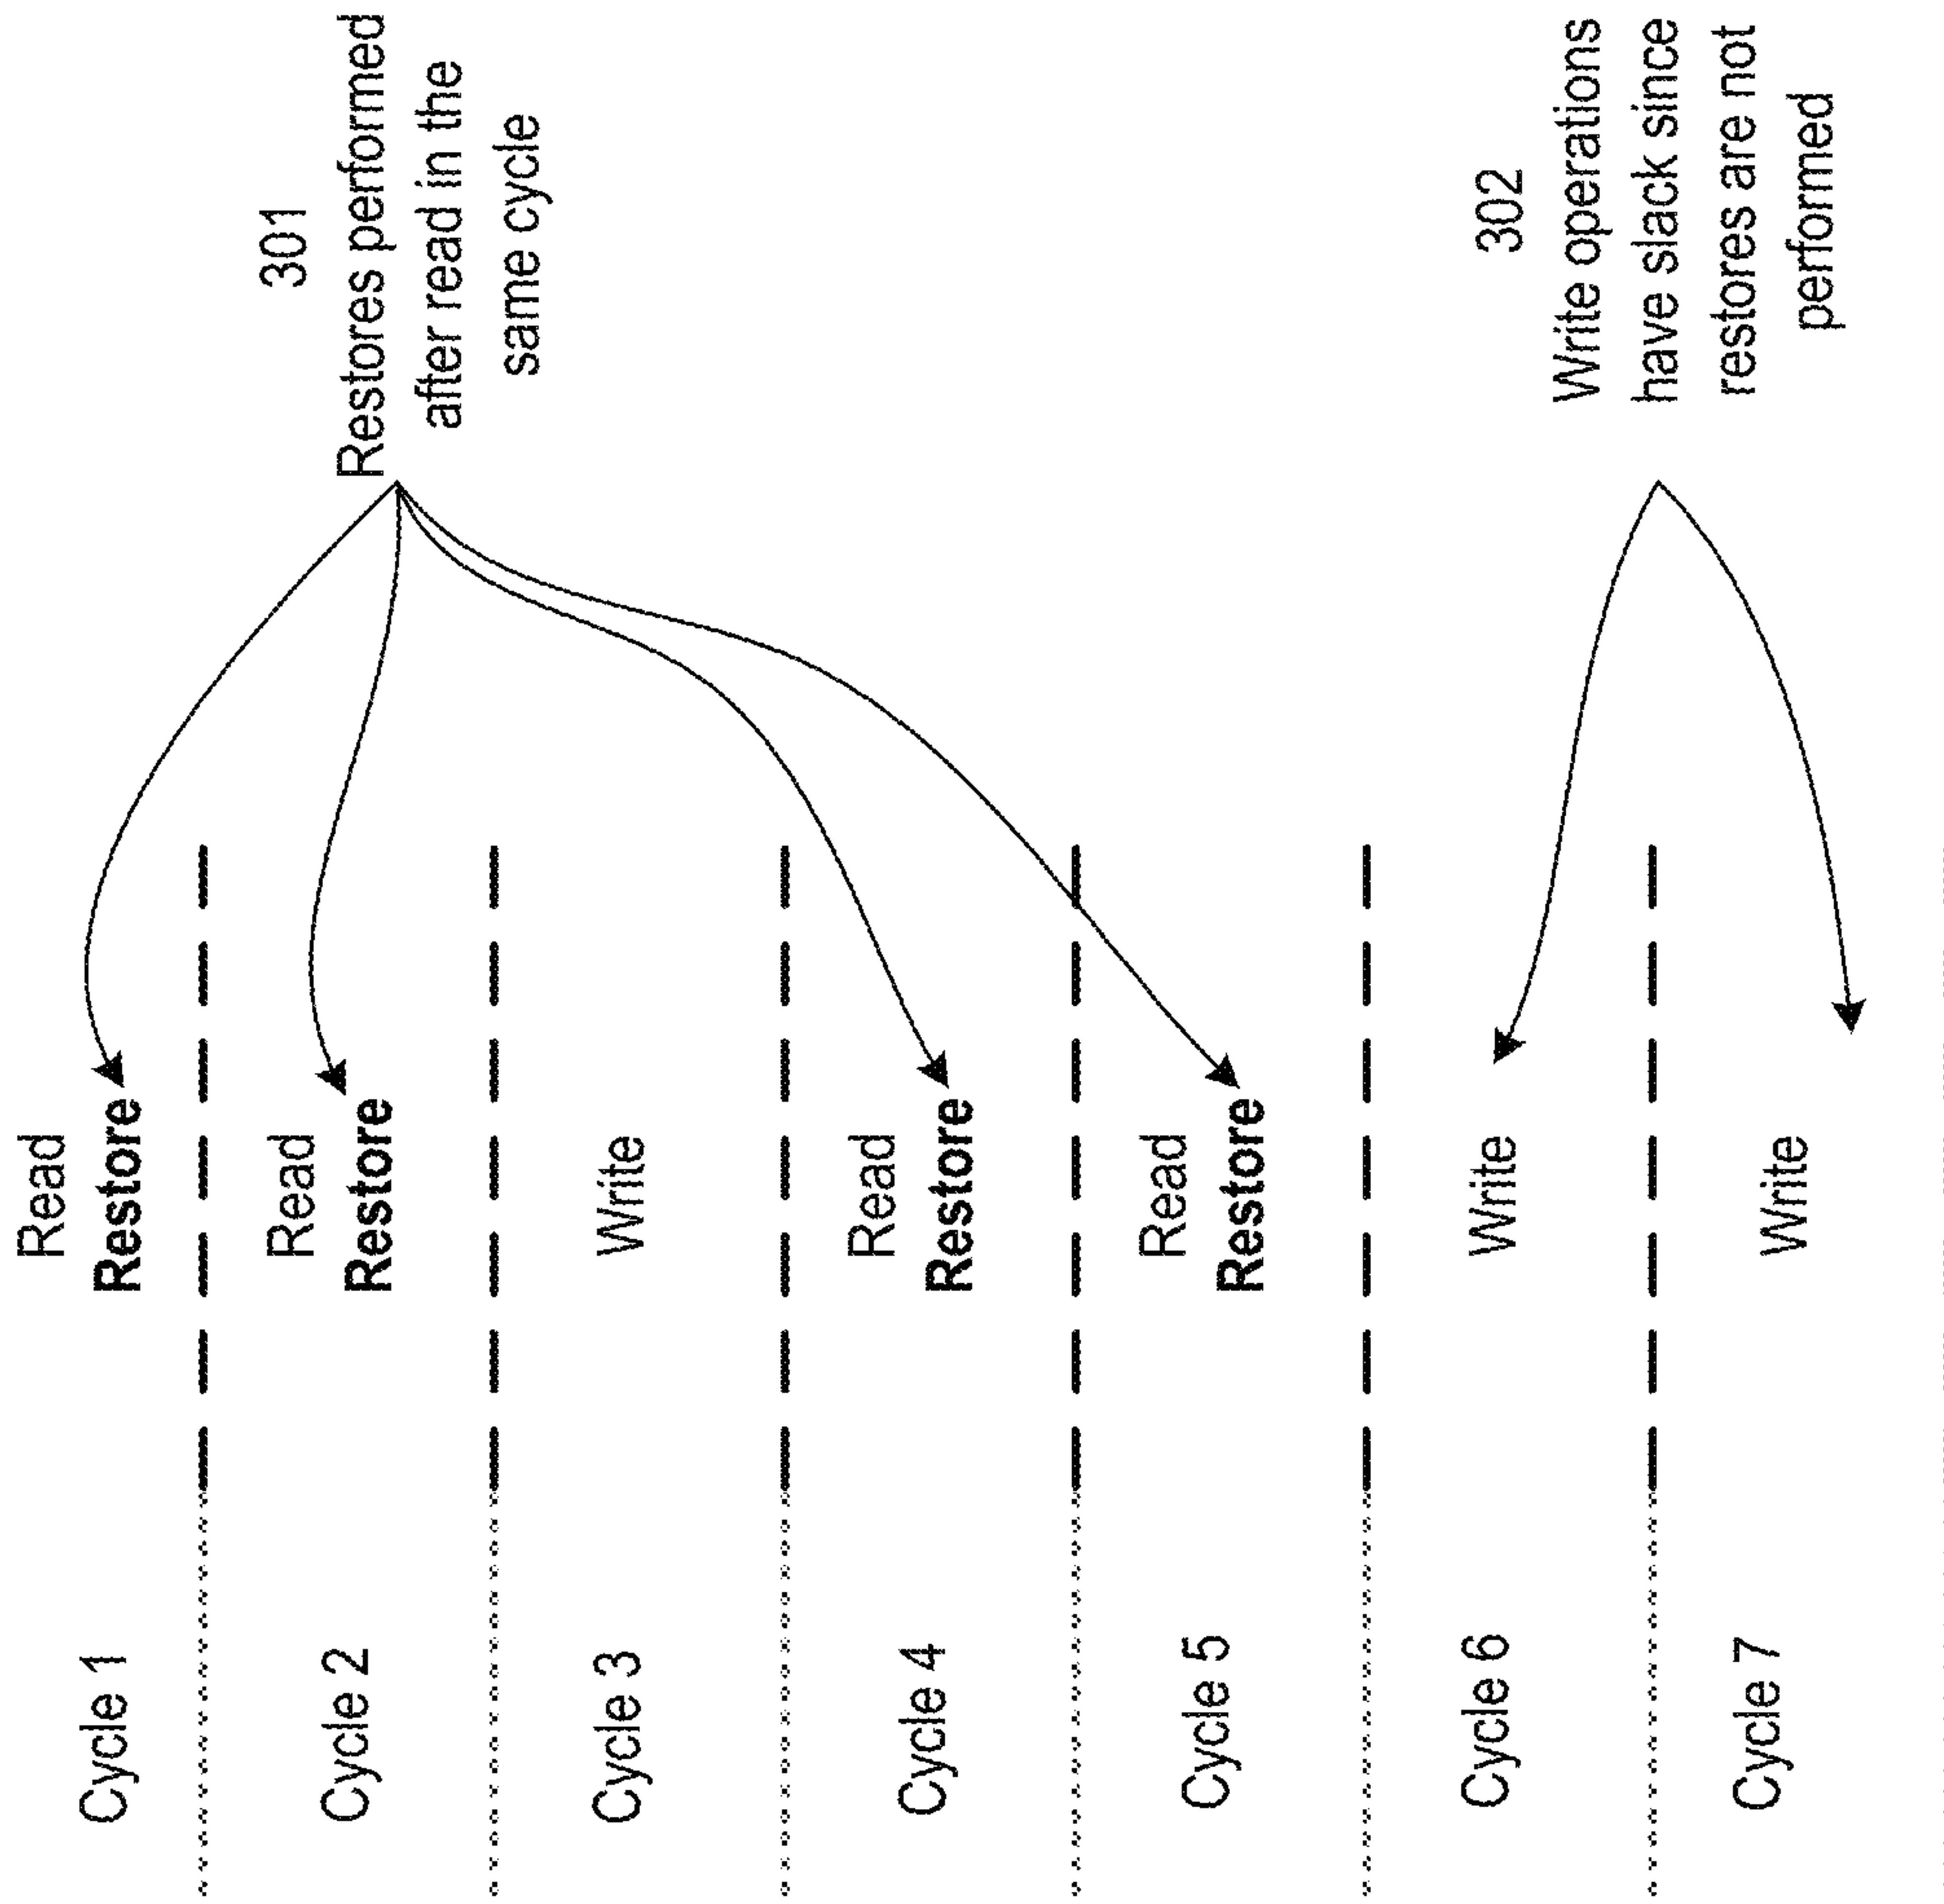 Cycle 1
Read
Restore
Cycle 2
Read
Restore
Cycle 3
Write
Cycle 4
Read
Restore
Cycle 5
Read
Restore
Cycle 6
Write
Cycle 7
Write
301
Restores performed
after read in the
same cycle
302
Write operations
have slack since
restores are not
performed